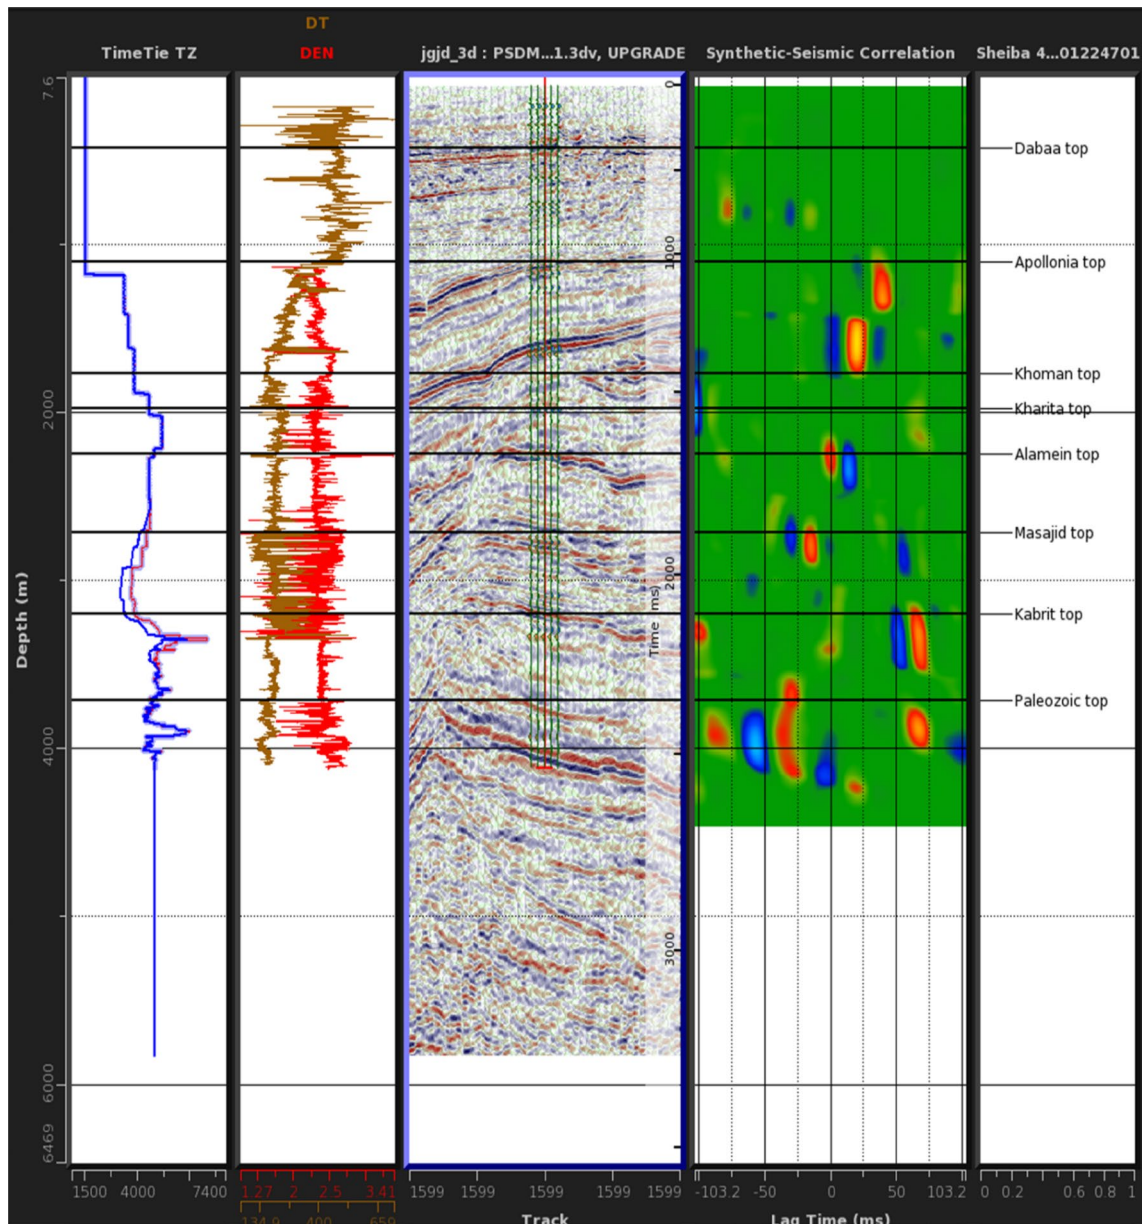 DT
TimeTie TZ
DEN
jgjd_3d : PSDM...1.3dv, UPGRADE
Synthetic-Seismic Correlation
Sheiba 4...01224701
7.6
2000
4000
6000
6469
Depth (m)
0
1000
2000
3000
Time (ms)
Dabaa top
Apollonia top
Khoman top
Kharita top
Alamein top
Masajid top
Kabrit top
Paleozoic top
1500 4000 7400
1.27 2 2.5 3.41
134.9 400 659
1599 1599 1599 1599 1599
-103.2 -50 0 50 103.2
0 0.2 0.6 0.8 1
Track
Lag Time (ms)